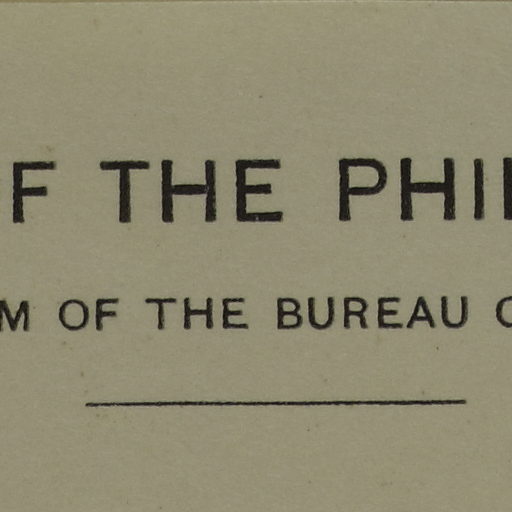 F THE PHI
M OF THE BUREAU